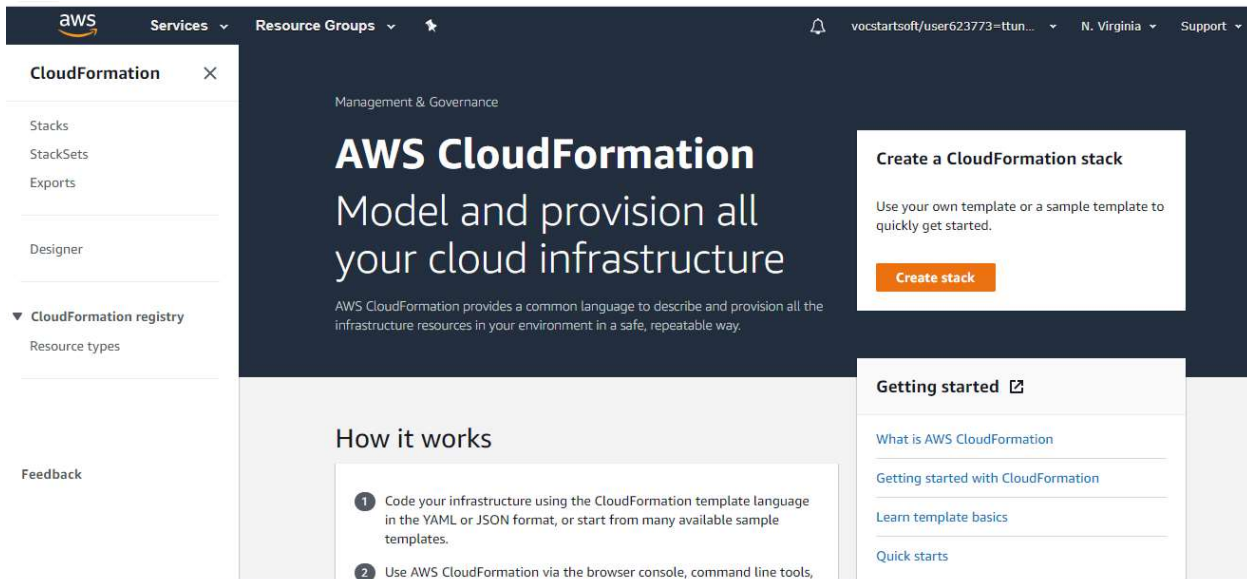 aws
Services
Resource Groups
vocstartsoft/user623773=ttun...
N. Virginia
Support
CloudFormation
Stacks
StackSets
Exports
Designer
CloudFormation registry
Resource types
Feedback
Management & Governance
AWS CloudFormation
Model and provision all
your cloud infrastructure
AWS CloudFormation provides a common language to describe and provision all the
infrastructure resources in your environment in a safe, repeatable way.
Create a CloudFormation stack
Use your own template or a sample template to
quickly get started.
Create stack
How it works
1 Code your infrastructure using the CloudFormation template language
in the YAML or JSON format, or start from many available sample
templates.
2 Use AWS CloudFormation via the browser console, command line tools,
Getting started
What is AWS CloudFormation
Getting started with CloudFormation
Learn template basics
Quick starts